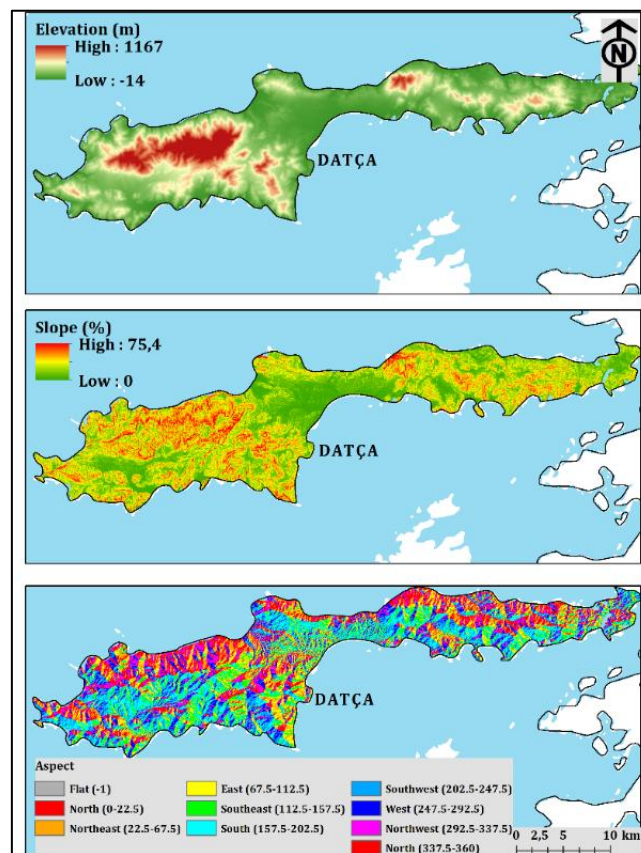 Elevation (m)
High : 1167
Low : -14
N
DATÇA
Slope (%)
High : 75,4
Low : 0
DATÇA
DATÇA
Aspect
Flat (-1)
North (0-22.5)
Northeast (22.5-67.5)
East (67.5-112.5)
Southeast (112.5-157.5)
South (157.5-202.5)
Southwest (202.5-247.5)
West (247.5-292.5)
Northwest (292.5-337.5)
North (337.5-360)
0 2,5 5 10 km